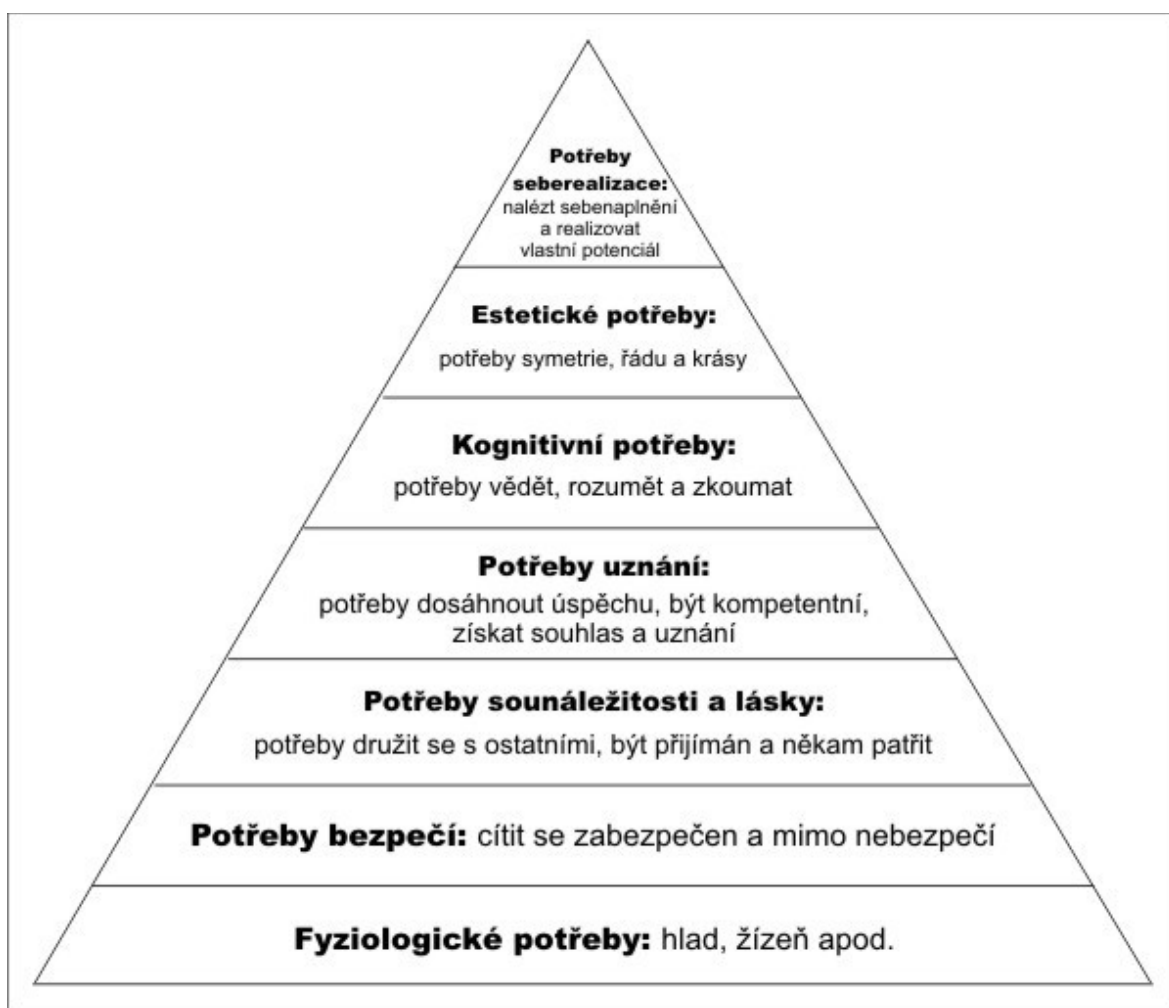 Potřeby
seberealizace:
nalézt sebenaplnění
a realizovat
vlastní potenciál
Estetické potřeby:
potřeby symetrie, řádu a krásy
Kognitivní potřeby:
potřeby vědět, rozumět a zkoumat
Potřeby uznání:
potřeby dosáhnout úspěchu, být kompetentní,
získat souhlas a uznání
Potřeby sounáležitosti a lásky:
potřeby družit se s ostatními, být přijímán a někam patřit
Potřeby bezpečí: cítit se zabezpečen a mimo nebezpečí
Fyziologické potřeby: hlad, žízeň apod.